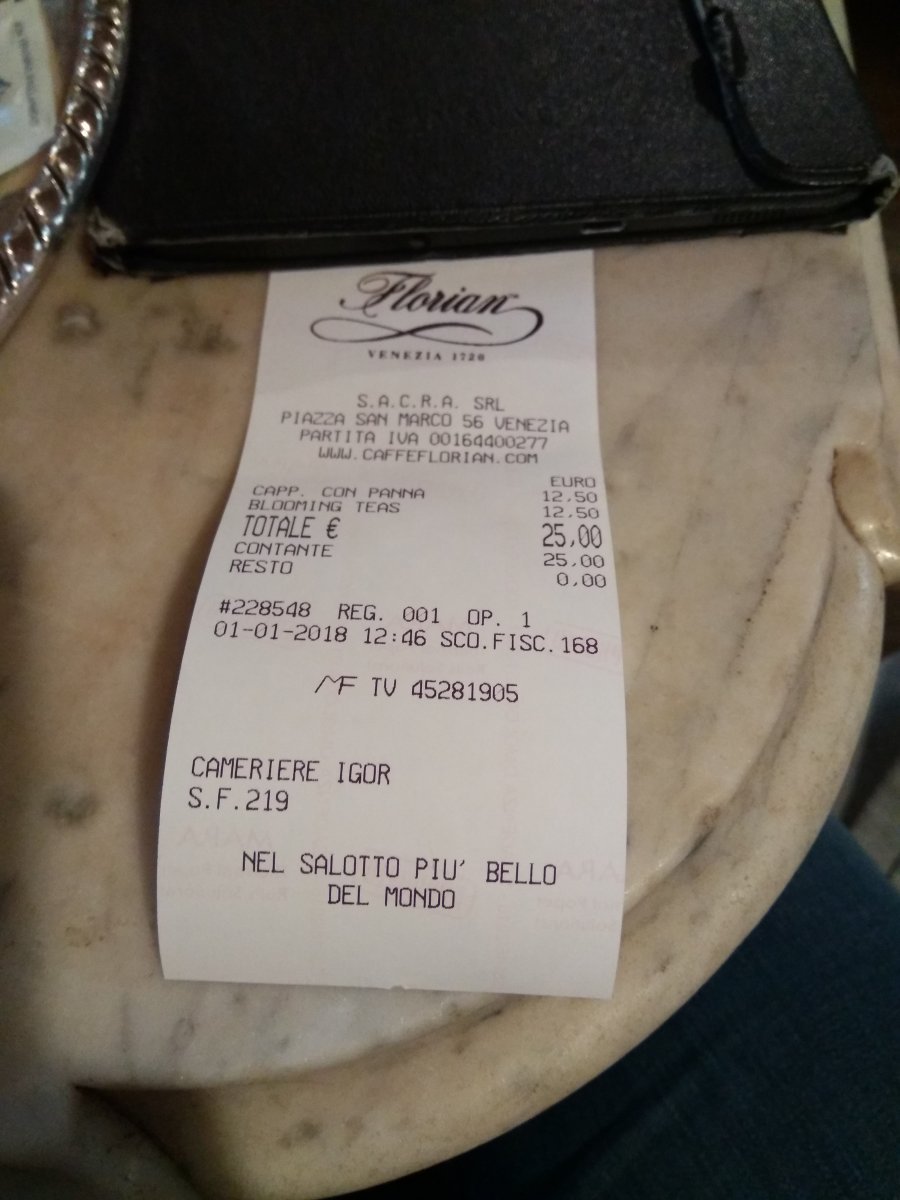 Florian
VENEZIA 1720
S.A.C.R.A. SRL
PIAZZA SAN MARCO 56 VENEZIA
PARTITA IVA 00164400277
WWW.CAFFEFLORIAN.COM
EURO
CAPP. CON PANNA 12,50
BLOOMING TEAS 12,50
TOTALE € 25,00
CONTANTE 25,00
RESTO 0,00
#228548 REG. 001 OP. 1
01-01-2018 12:46 SCO.FISC.168
MF TV 45281905
CAMERIERE IGOR
S.F.219
NEL SALOTTO PIU' BELLO
DEL MONDO